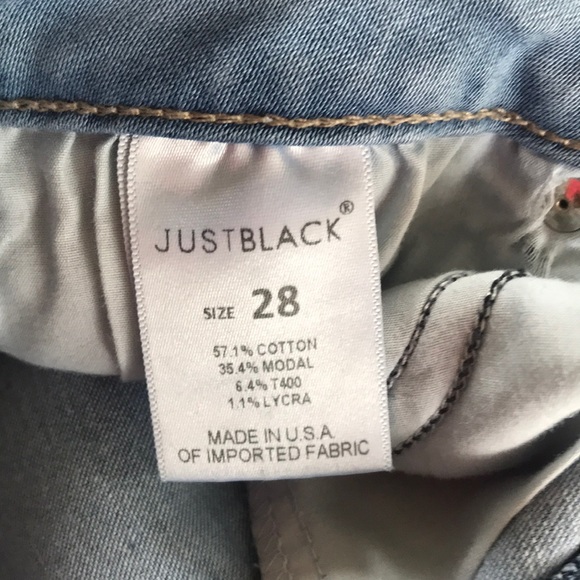 JUSTBLACK®
SIZE 28
57.1% COTTON
35.4% MODAL
6.4% T400
1.1% LYCRA
MADE IN U.S.A.
OF IMPORTED FABRIC